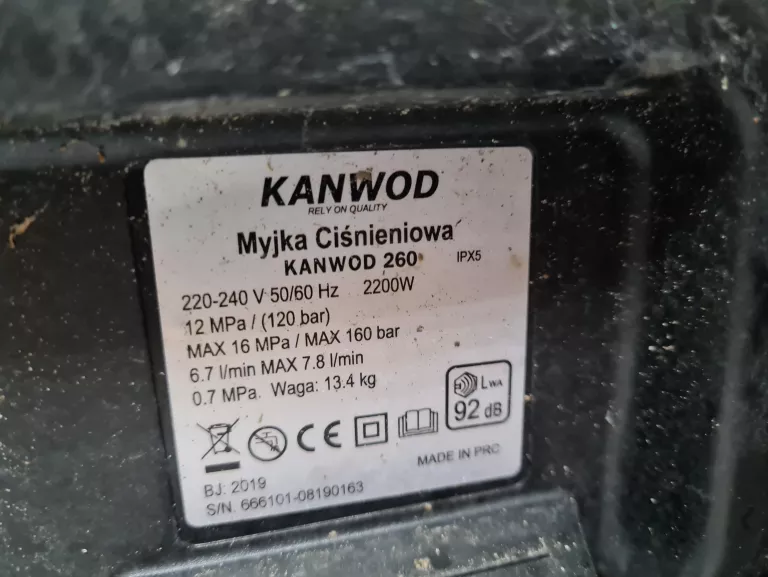 KANWOD
RELY ON QUALITY
Myjka Ciśnieniowa
KANWOD 260 IPX5
220-240 V 50/60 Hz 2200W
12 MPa / (120 bar)
MAX 16 MPa / MAX 160 bar
6.7 l/min MAX 7.8 l/min
0.7 MPa. Waga: 13.4 kg
LWA
92 dB
CE
MADE IN PRC
BJ: 2019
S/N. 666101-08190163